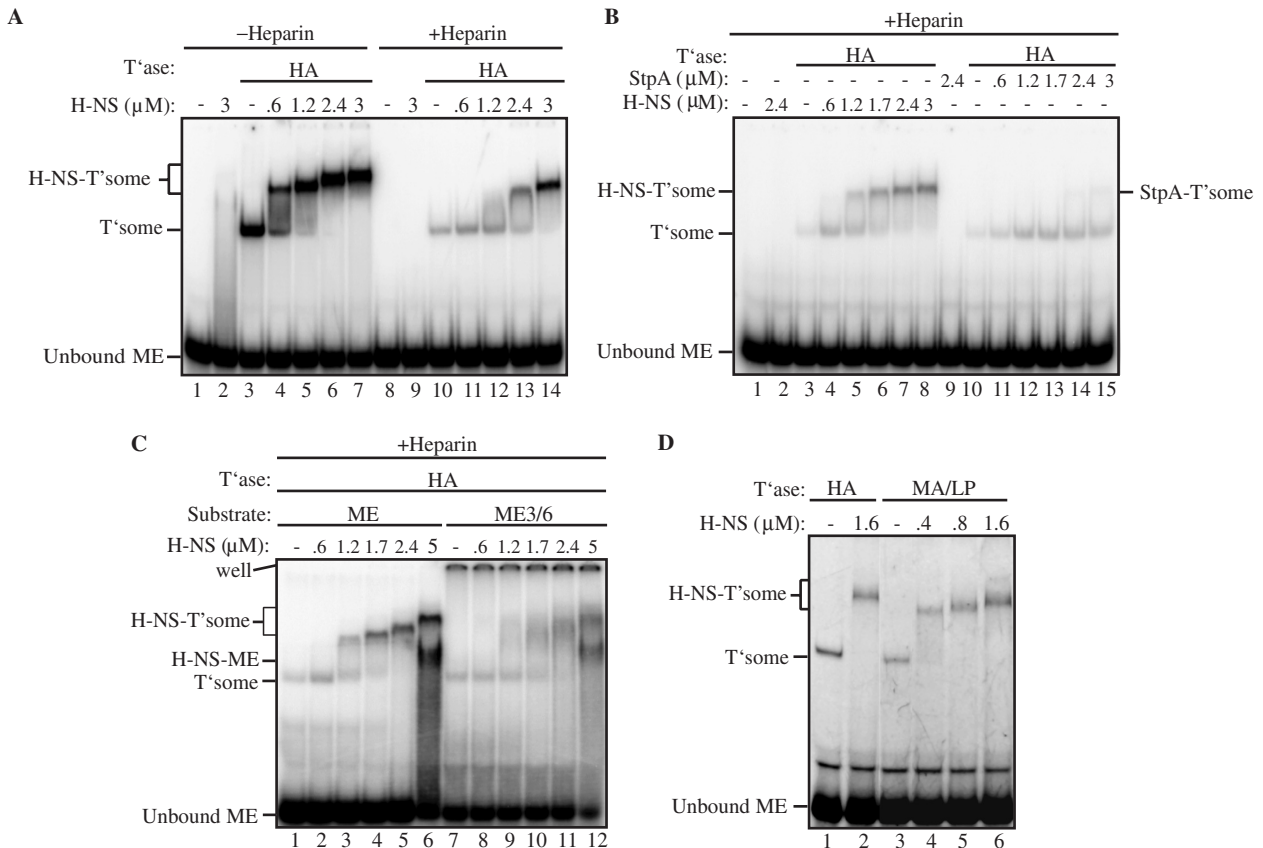 A
−Heparin +Heparin
T‘ase: HA HA
H-NS (µM): - 3 - .6 1.2 2.4 3 - 3 - .6 1.2 2.4 3
H-NS-T’some
T‘some
Unbound ME
1 2 3 4 5 6 7 8 9 10 11 12 13 14
B
+Heparin
T‘ase: - - HA - HA
StpA (µM) - - - - - - - - 2.4 - .6 1.2 1.7 2.4 3
H-NS (µM): - 2.4 - .6 1.2 1.7 2.4 3 - - - - - - -
H-NS-T’some
StpA-T’some
T‘some
Unbound ME
1 2 3 4 5 6 7 8 9 10 11 12 13 14 15
C
+Heparin
T‘ase: HA
Substrate: ME ME3/6
H-NS (µM): - .6 1.2 1.7 2.4 5 - .6 1.2 1.7 2.4 5
well
H-NS-T’some
H-NS-ME
T‘some
Unbound ME
1 2 3 4 5 6 7 8 9 10 11 12
D
T‘ase: HA MA/LP
H-NS (µM): - 1.6 - .4 .8 1.6
H-NS-T’some
T‘some
Unbound ME
1 2 3 4 5 6